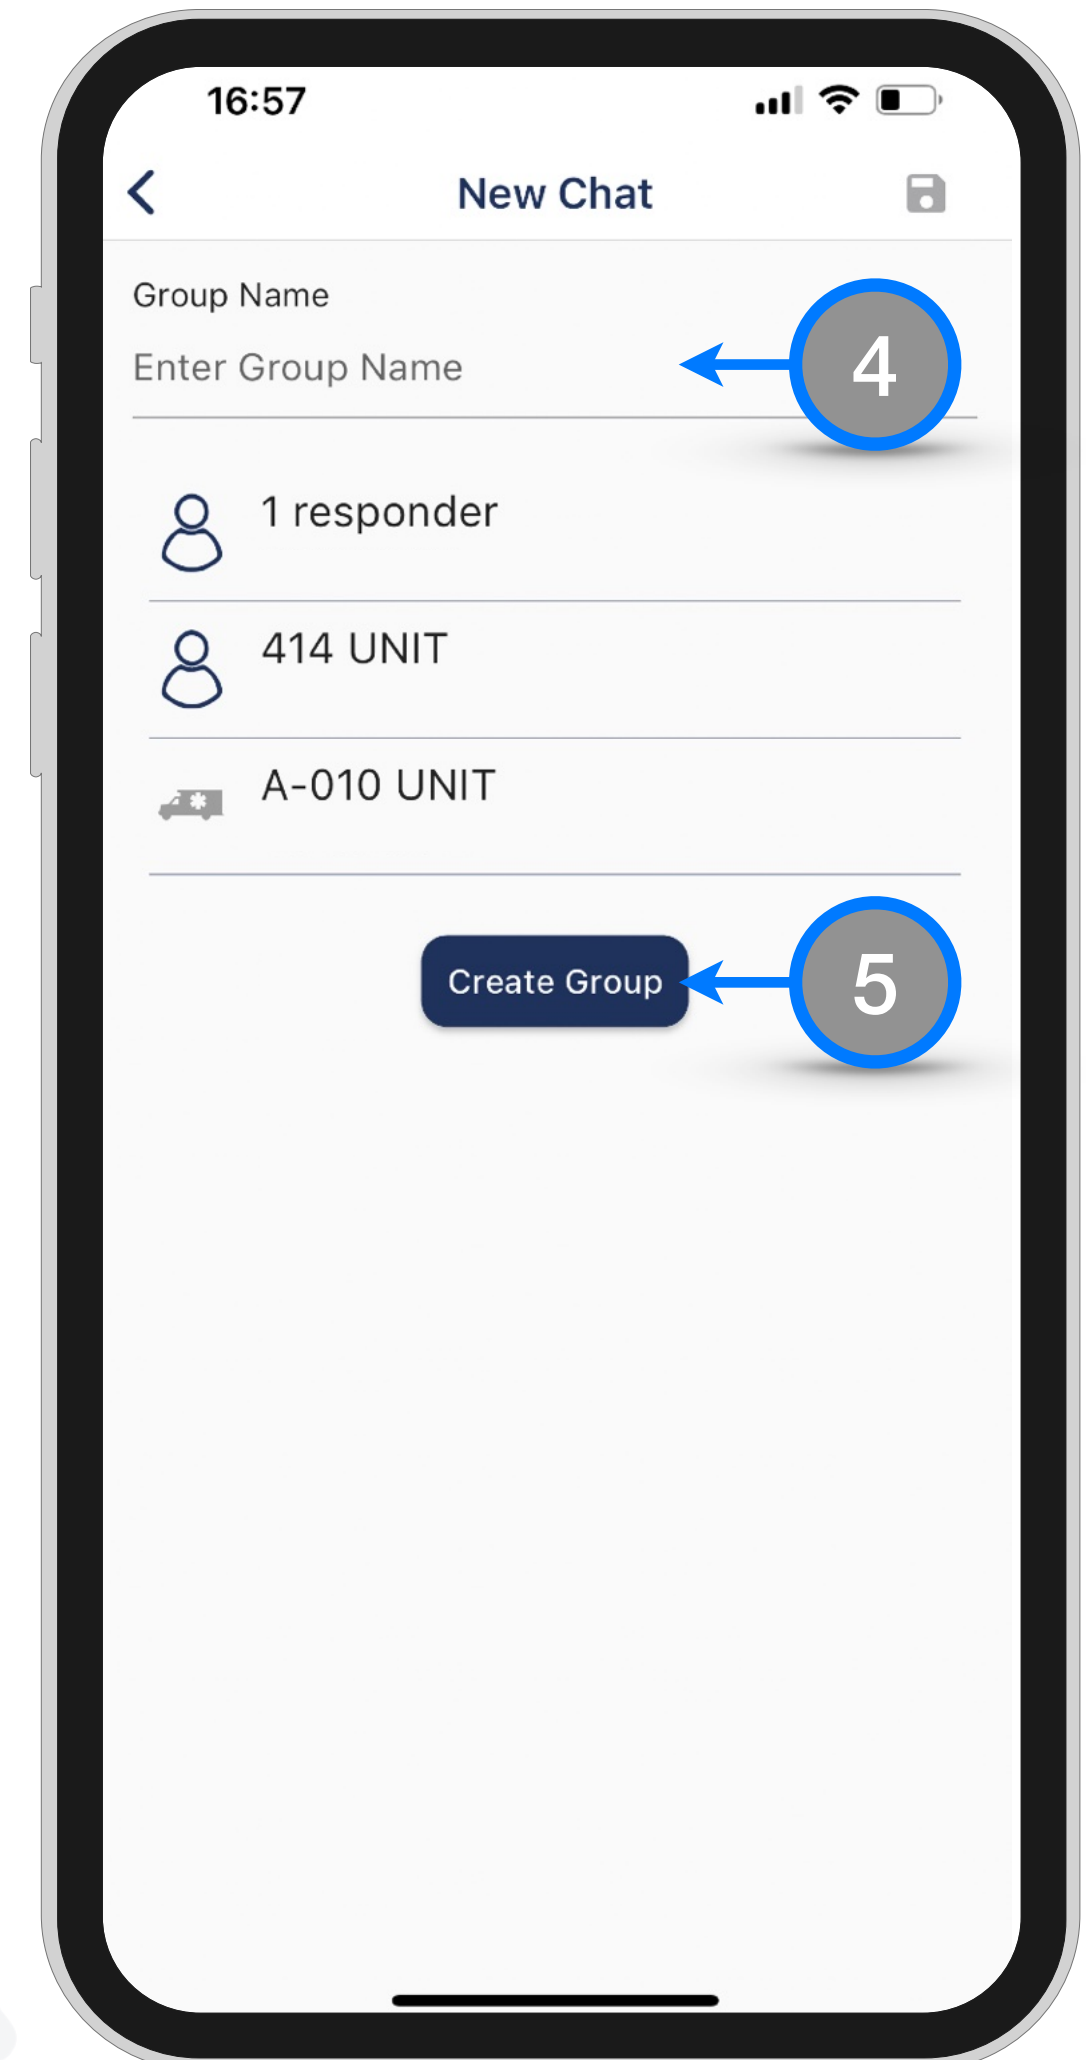 16:57
New Chat
Group Name
Enter Group Name
4
1 responder
414 UNIT
A-010 UNIT
Create Group
5